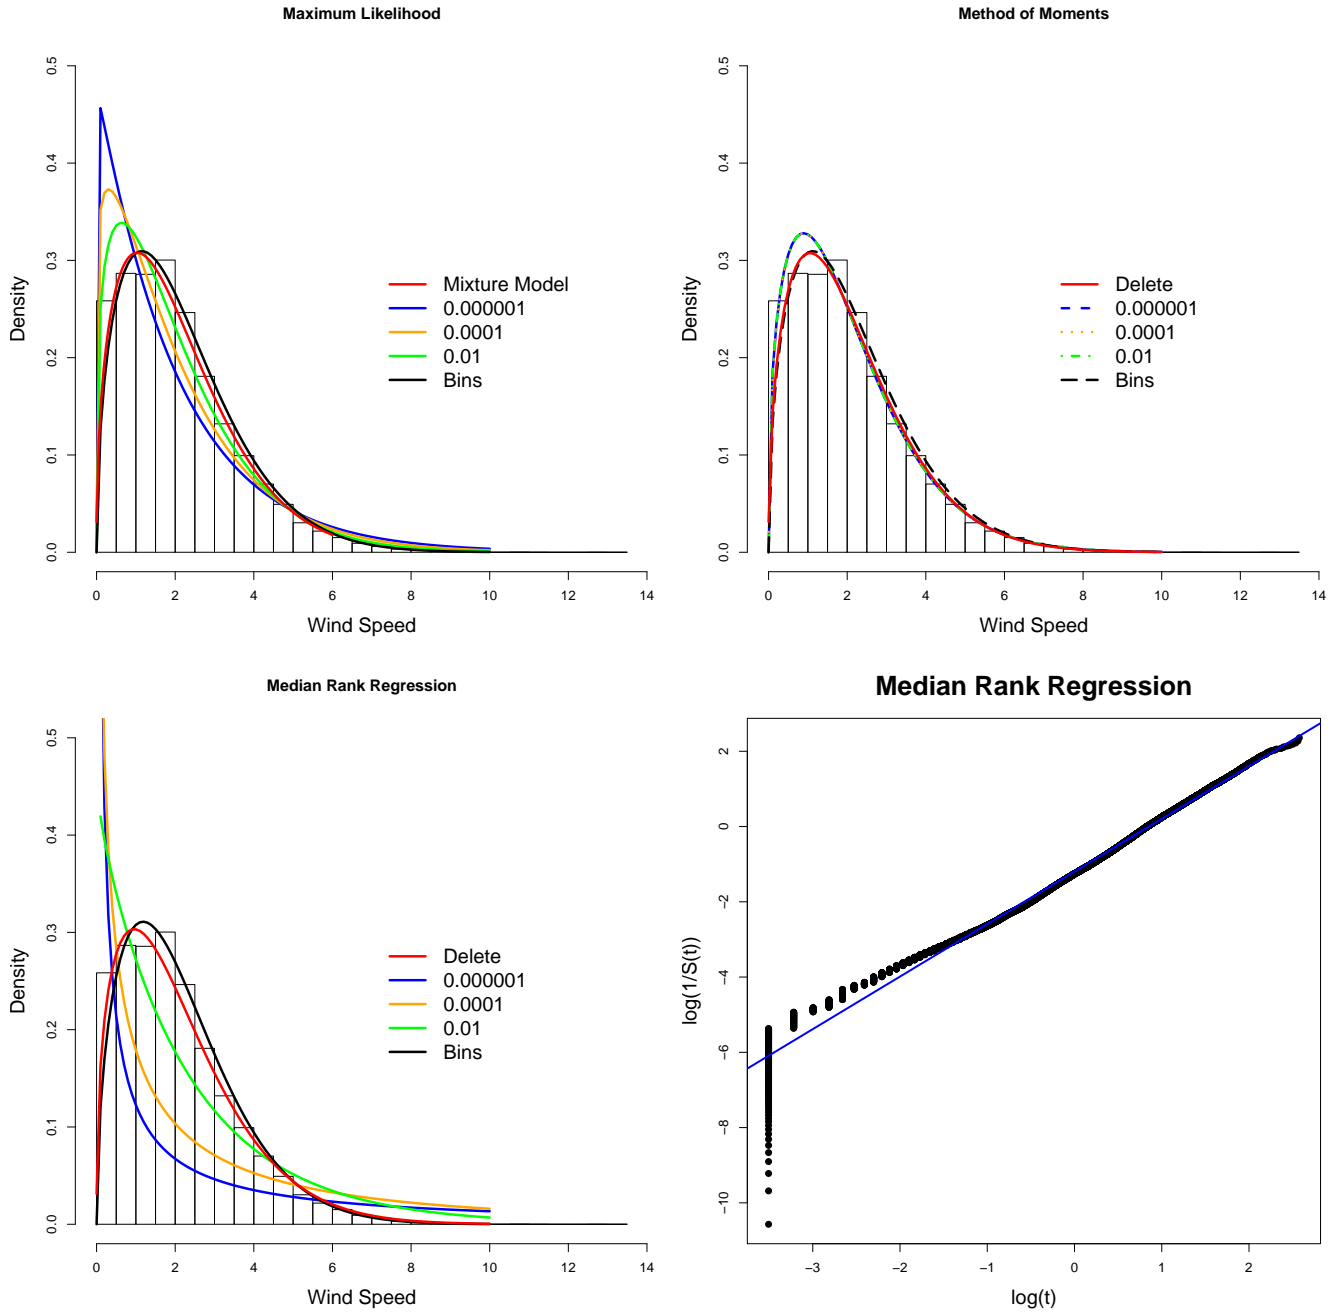 Maximum Likelihood
Density
0.5
0.4
0.3
0.2
0.1
0.0
Mixture Model
0.000001
0.0001
0.01
Bins
0 2 4 6 8 10 12 14
Wind Speed
Method of Moments
Density
0.5
0.4
0.3
0.2
0.1
0.0
Delete
0.000001
0.0001
0.01
Bins
0 2 4 6 8 10 12 14
Wind Speed
Median Rank Regression
Density
0.5
0.4
0.3
0.2
0.1
0.0
Delete
0.000001
0.0001
0.01
Bins
0 2 4 6 8 10 12 14
Wind Speed
Median Rank Regression
log(1/S(t))
2
0
−2
−4
−6
−8
−10
−3 −2 −1 0 1 2
log(t)